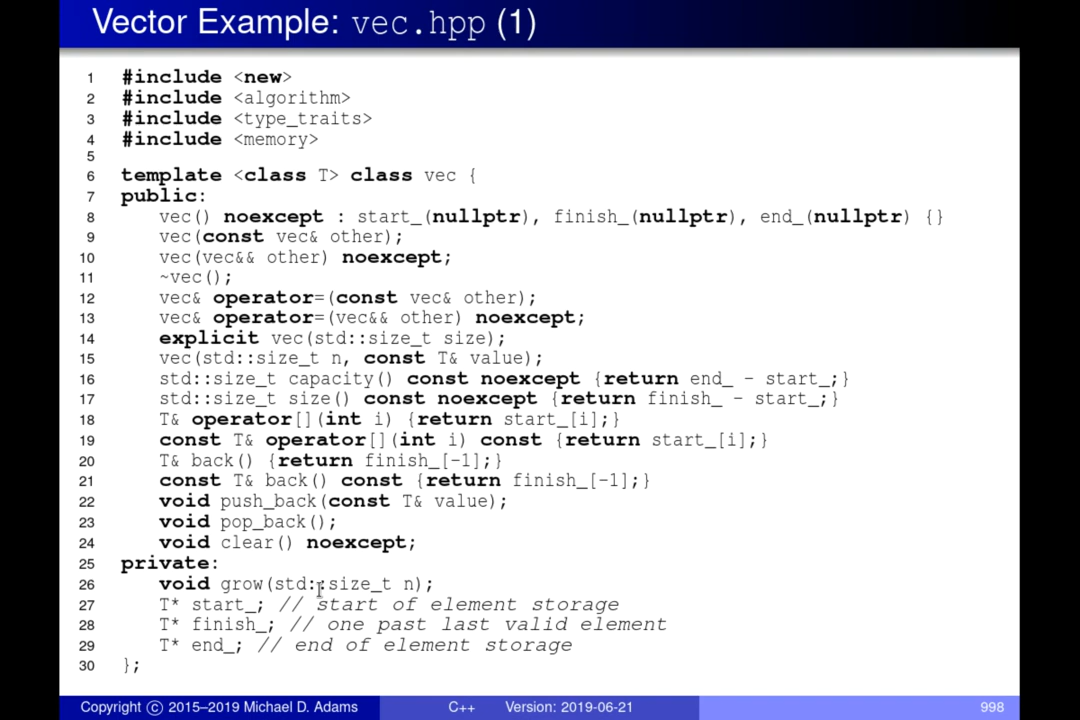 Vector Example: vec.hpp (1)
1 #include <new>
2 #include <algorithm>
3 #include <type_traits>
4 #include <memory>
5
6 template <class T> class vec {
7 public:
8 vec() noexcept : start_(nullptr), finish_(nullptr), end_(nullptr) {}
9 vec(const vec& other);
10 vec(vec&& other) noexcept;
11 ~vec();
12 vec& operator=(const vec& other);
13 vec& operator=(vec&& other) noexcept;
14 explicit vec(std::size_t size);
15 vec(std::size_t n, const T& value);
16 std::size_t capacity() const noexcept {return end_ - start_;}
17 std::size_t size() const noexcept {return finish_ - start_;}
18 T& operator[](int i) {return start_[i];}
19 const T& operator[](int i) const {return start_[i];}
20 T& back() {return finish_[-1];}
21 const T& back() const {return finish_[-1];}
22 void push_back(const T& value);
23 void pop_back();
24 void clear() noexcept;
25 private:
26 void grow(std::size_t n);
27 T* start_; // start of element storage
28 T* finish_; // one past last valid element
29 T* end_; // end of element storage
30 };
Copyright © 2015–2019 Michael D. Adams C++ Version: 2019-06-21 998